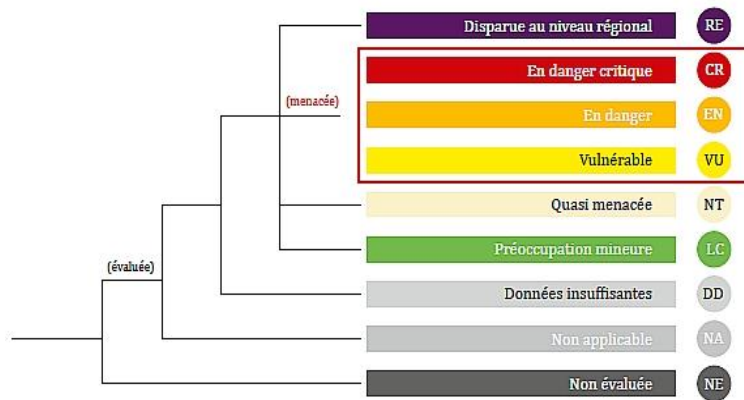 Disparue au niveau régional RE
En danger critique CR
(menacée)
En danger EN
Vulnérable VU
Quasi menacée NT
Préoccupation mineure LC
(évaluée)
Données insuffisantes DD
Non applicable NA
Non évaluée NE